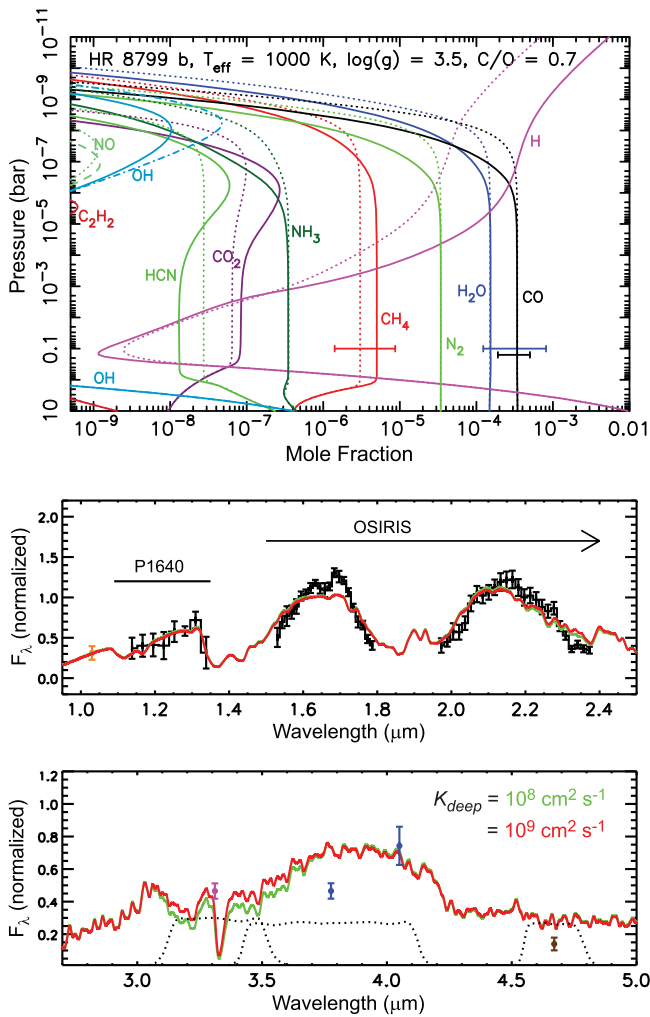 HR 8799 b, T_eff = 1000 K, log(g) = 3.5, C/O = 0.7
10^-11
10^-9
10^-7
10^-5
10^-3
0.1
10
Pressure (bar)
NO
OH
H
C2H2
NH3
CO2
HCN
H2O
CO
CH4
N2
OH
10^-9 10^-8 10^-7 10^-6 10^-5 10^-4 10^-3 0.01
Mole Fraction
2.0
1.5
1.0
0.5
0.0
Fλ (normalized)
OSIRIS
P1640
1.0 1.2 1.4 1.6 1.8 2.0 2.2 2.4
Wavelength (μm)
1.2
1.0
0.8
0.6
0.4
0.2
Fλ (normalized)
K_deep = 10^8 cm^2 s^-1
= 10^9 cm^2 s^-1
3.0 3.5 4.0 4.5 5.0
Wavelength (μm)